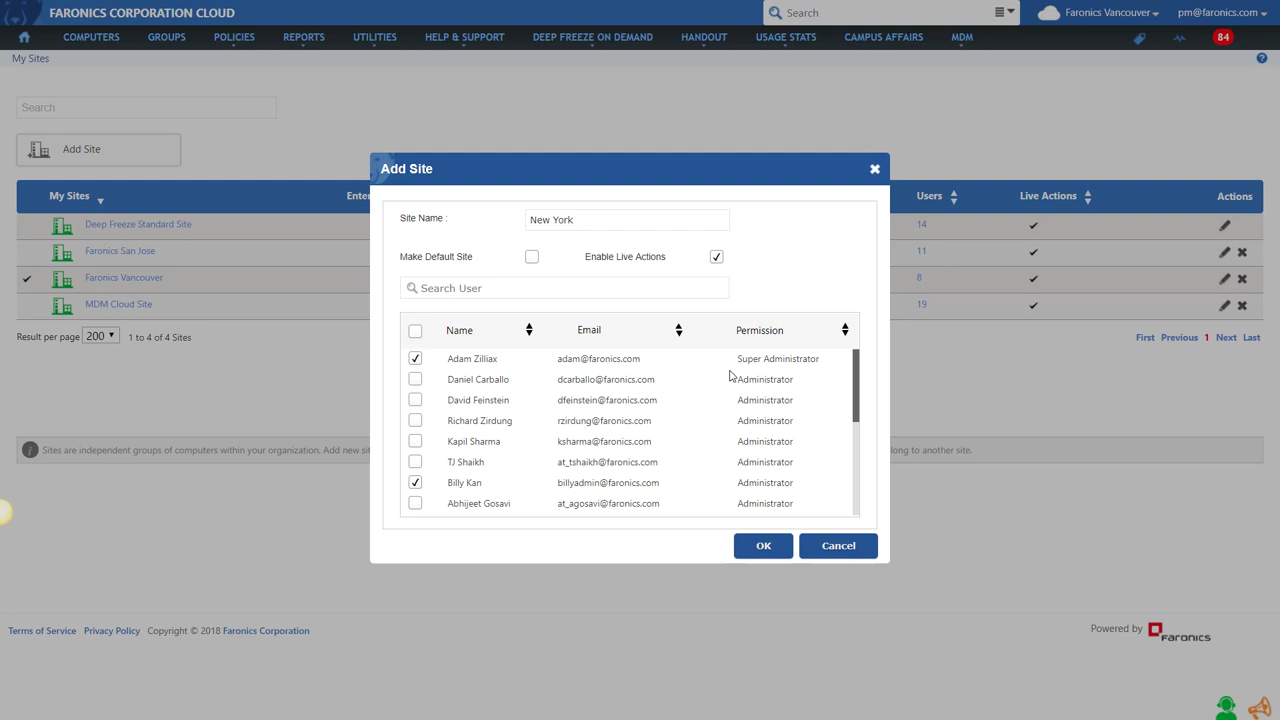 FARONICS CORPORATION CLOUD
Search
Faronics Vancouver
pm@faronics.com
COMPUTERS GROUPS POLICIES REPORTS UTILITIES HELP & SUPPORT DEEP FREEZE ON DEMAND HANDOUT USAGE STATS CAMPUS AFFAIRS MDM 84
My Sites
Search
Add Site
My Sites Enter Users Live Actions Actions
Deep Freeze Standard Site 14
Faronics San Jose 11
Faronics Vancouver 8
MDM Cloud Site 19
Result per page 200 1 to 4 of 4 Sites First Previous 1 Next Last
Sites are independent groups of computers within your organization. Add new sit ong to another site.
Add Site
Site Name : New York
Make Default Site Enable Live Actions
Search User
Name Email Permission
Adam Zilliax adam@faronics.com Super Administrator
Daniel Carballo dcarballo@faronics.com Administrator
David Feinstein dfeinstein@faronics.com Administrator
Richard Zirdung rzirdung@faronics.com Administrator
Kapil Sharma ksharma@faronics.com Administrator
TJ Shaikh at_tshaikh@faronics.com Administrator
Billy Kan billyadmin@faronics.com Administrator
Abhijeet Gosavi at_agosavi@faronics.com Administrator
OK Cancel
Terms of Service Privacy Policy Copyright © 2018 Faronics Corporation
Powered by FARONICS